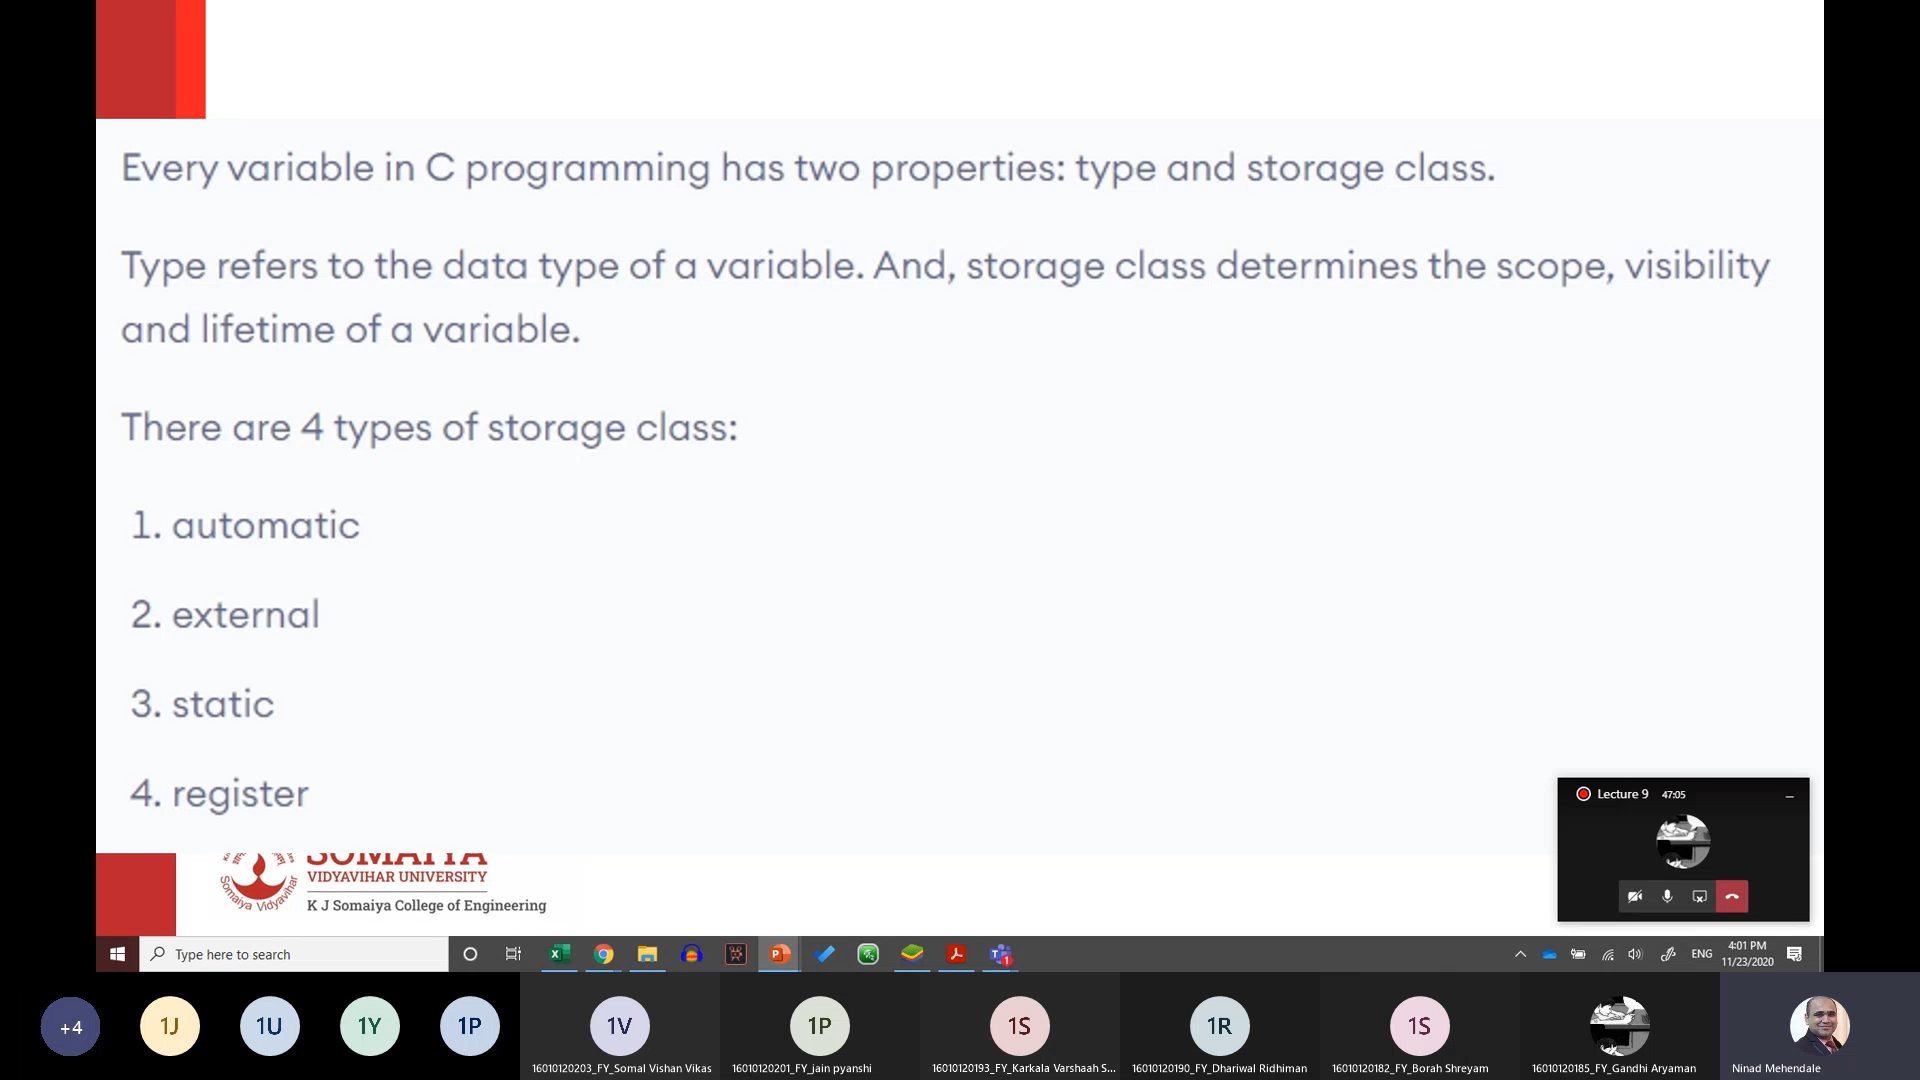 Every variable in C programming has two properties: type and storage class.
Type refers to the data type of a variable. And, storage class determines the scope, visibility
and lifetime of a variable.
There are 4 types of storage class:
1. automatic
2. external
3. static
4. register
Lecture 9 47:05
SOMAIYA
VIDYAVIHAR UNIVERSITY
K J Somaiya College of Engineering
Somaiya Vidyavihar
Type here to search
ENG
4:01 PM
11/23/2020
+4
1J
1U
1Y
1P
1V
1P
1S
1R
1S
16010120203_FY_Somal Vishan Vikas
16010120201_FY_jain pyanshi
16010120193_FY_Karkala Varshaah S...
16010120190_FY_Dhariwal Ridhiman
16010120182_FY_Borah Shreyam
16010120185_FY_Gandhi Aryaman
Ninad Mehendale